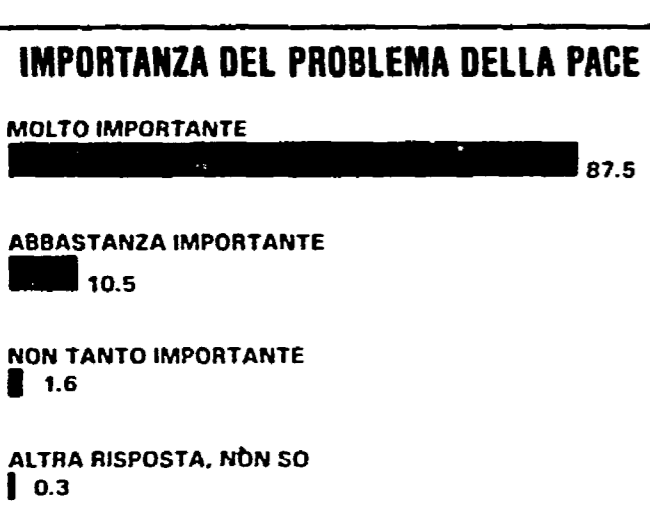 IMPORTANZA DEL PROBLEMA DELLA PACE
MOLTO IMPORTANTE
87.5
ABBASTANZA IMPORTANTE
10.5
NON TANTO IMPORTANTE
1.6
ALTRA RISPOSTA, NON SO
0.3